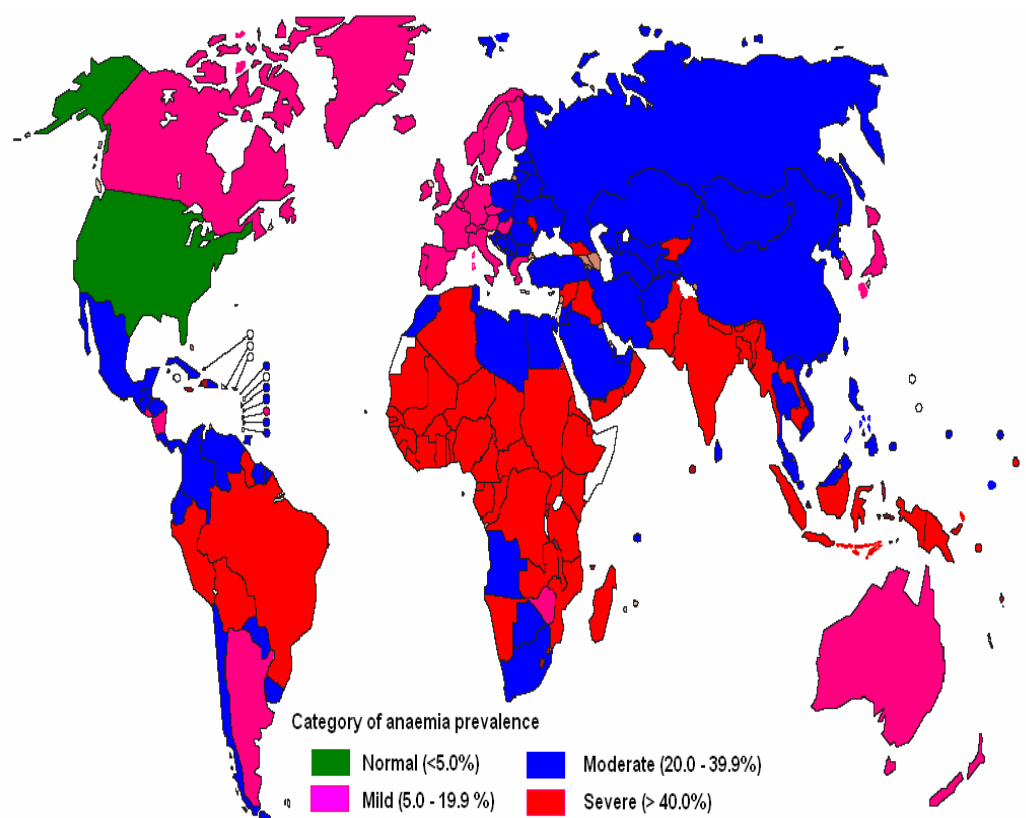 Category of anaemia prevalence
Normal (<5.0%)
Moderate (20.0 - 39.9%)
Mild (5.0 - 19.9 %)
Severe (> 40.0%)